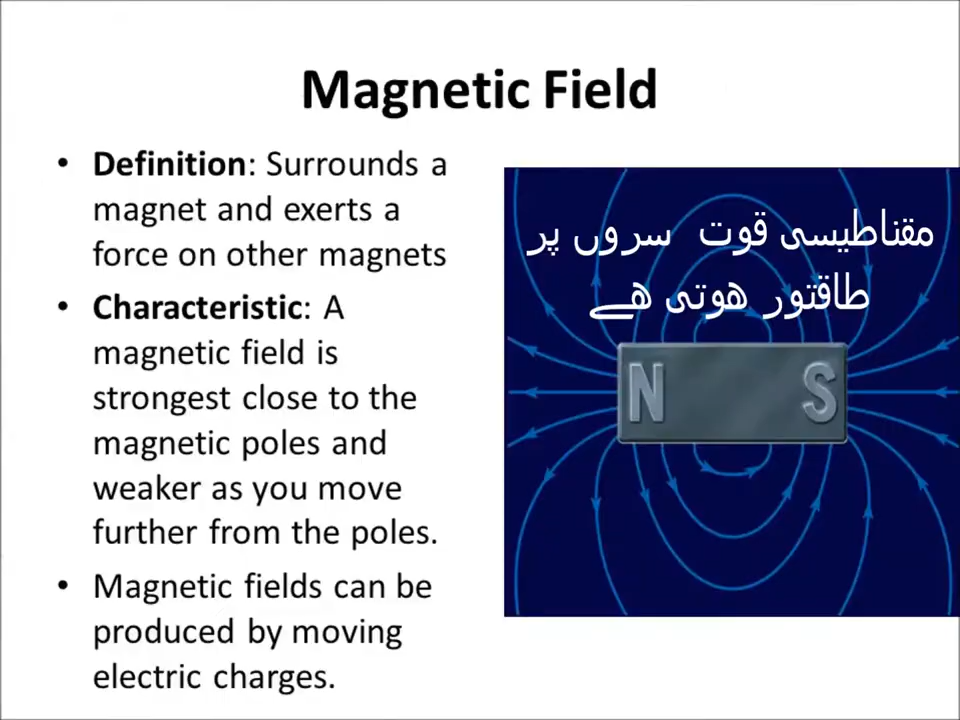 Magnetic Field
• Definition: Surrounds a
magnet and exerts a
force on other magnets
• Characteristic: A
magnetic field is
strongest close to the
magnetic poles and
weaker as you move
further from the poles.
• Magnetic fields can be
produced by moving
electric charges.
مقناطیسی قوت سروں پر
طاقتور ھوتی ھے
N S